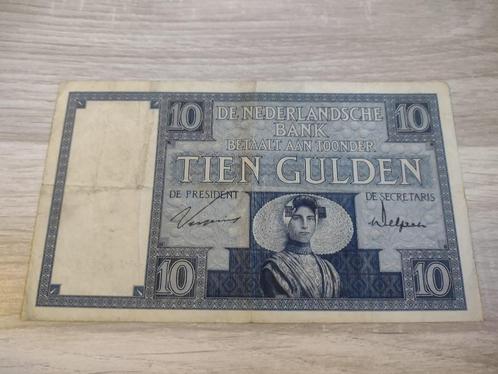 10 DE NEDERLANDSCHE 10
BANK
BETAALT AAN TOONDER
TIEN GULDEN
DE PRESIDENT DE SECRETARIS
10 10